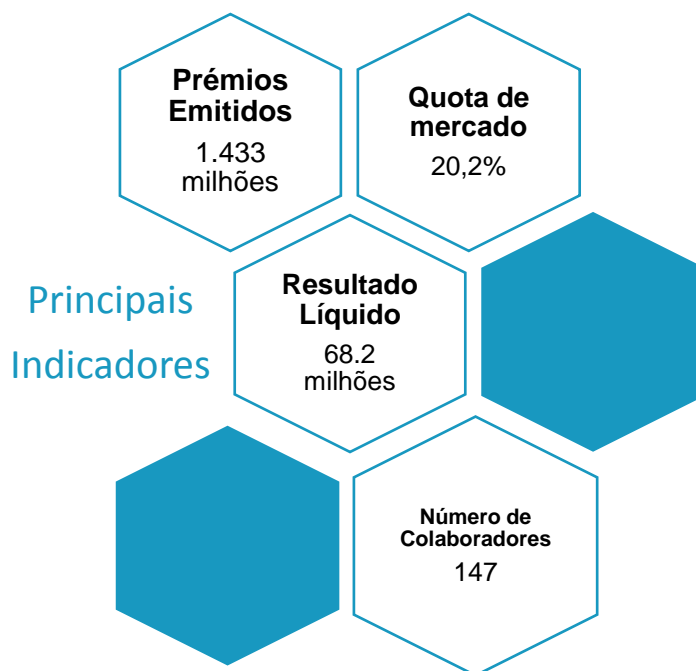 Prémios
Emitidos
1.433
milhões
Quota de
mercado
20,2%
Principais
Indicadores
Resultado
Líquido
68.2
milhões
Número de
Colaboradores
147